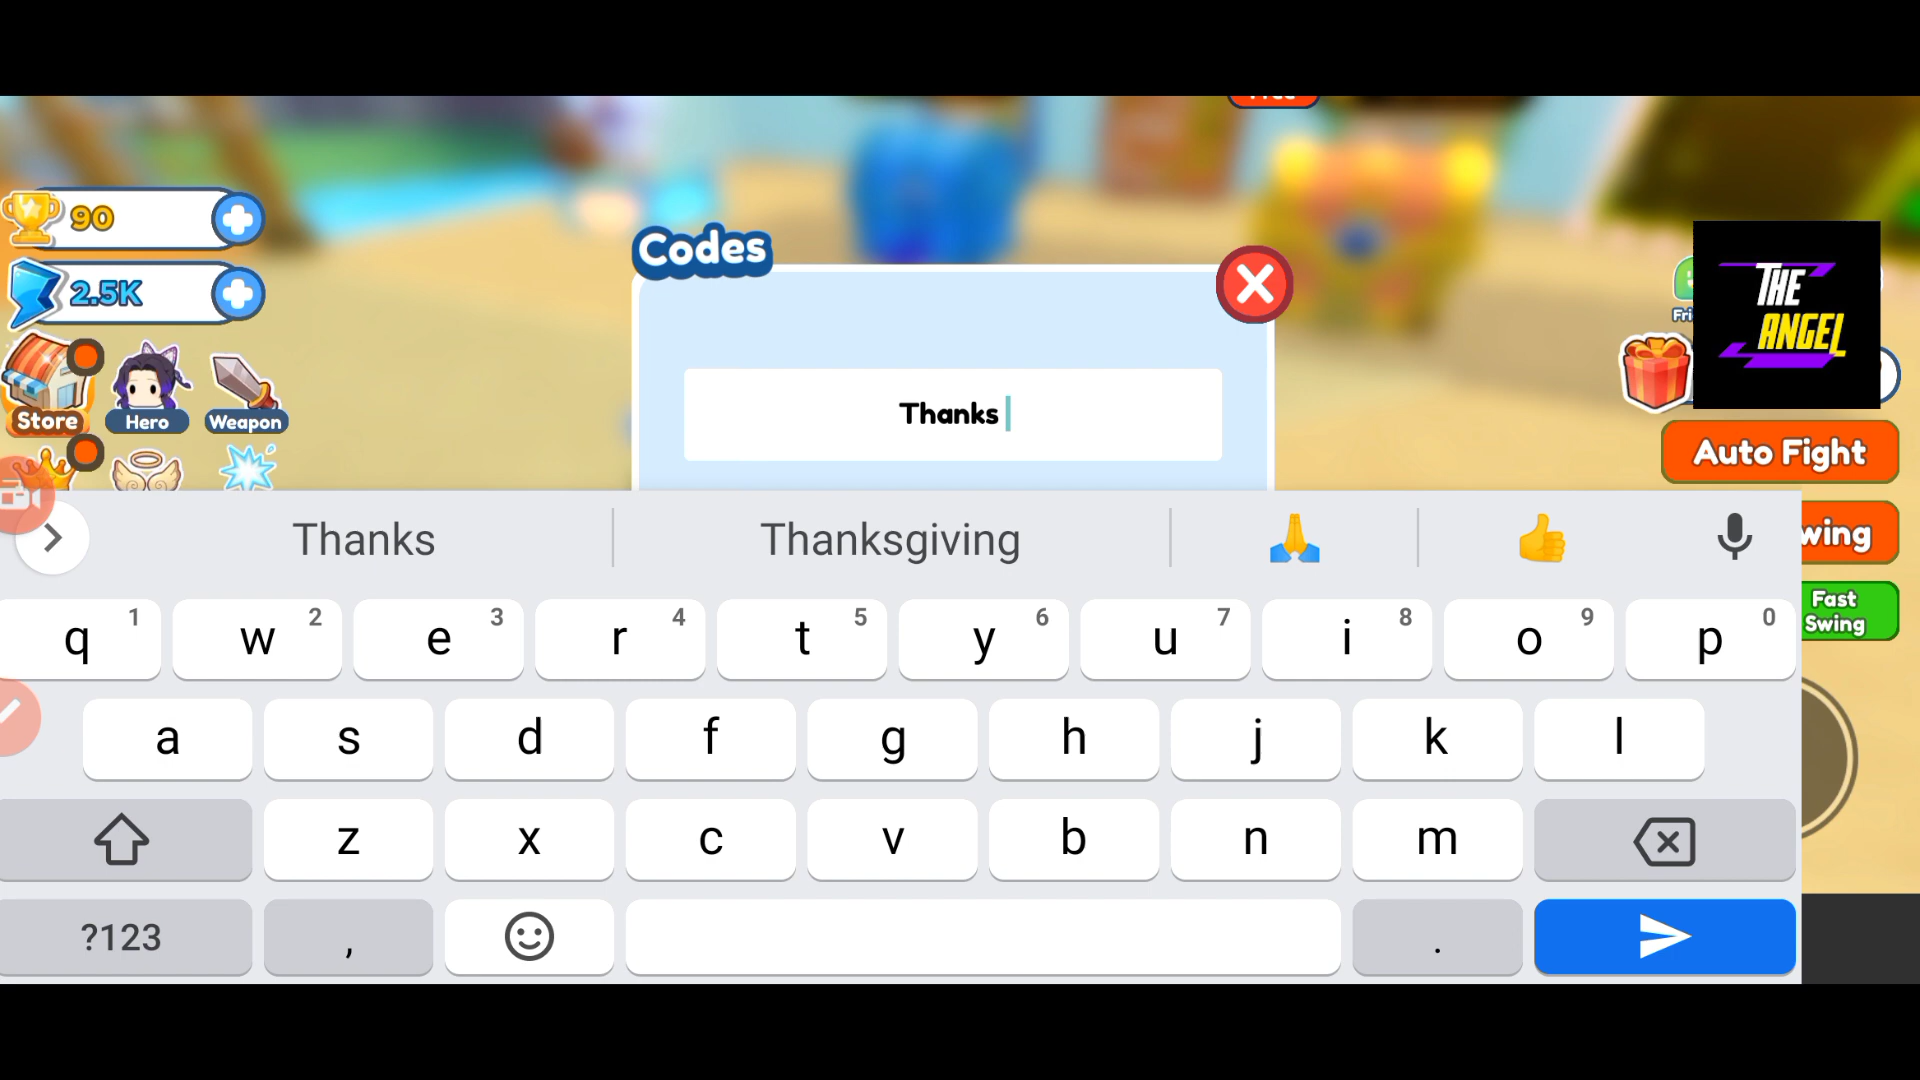 90
2.5K
Store
Hero
Weapon
Codes
Thanks
THE
ANGEL
Auto Fight
Fast
Swing
Thanks
Thanksgiving
q 1
w 2
e 3
r 4
t 5
y 6
u 7
i 8
o 9
p 0
a
s
d
f
g
h
j
k
l
z
x
c
v
b
n
m
?123
,
.